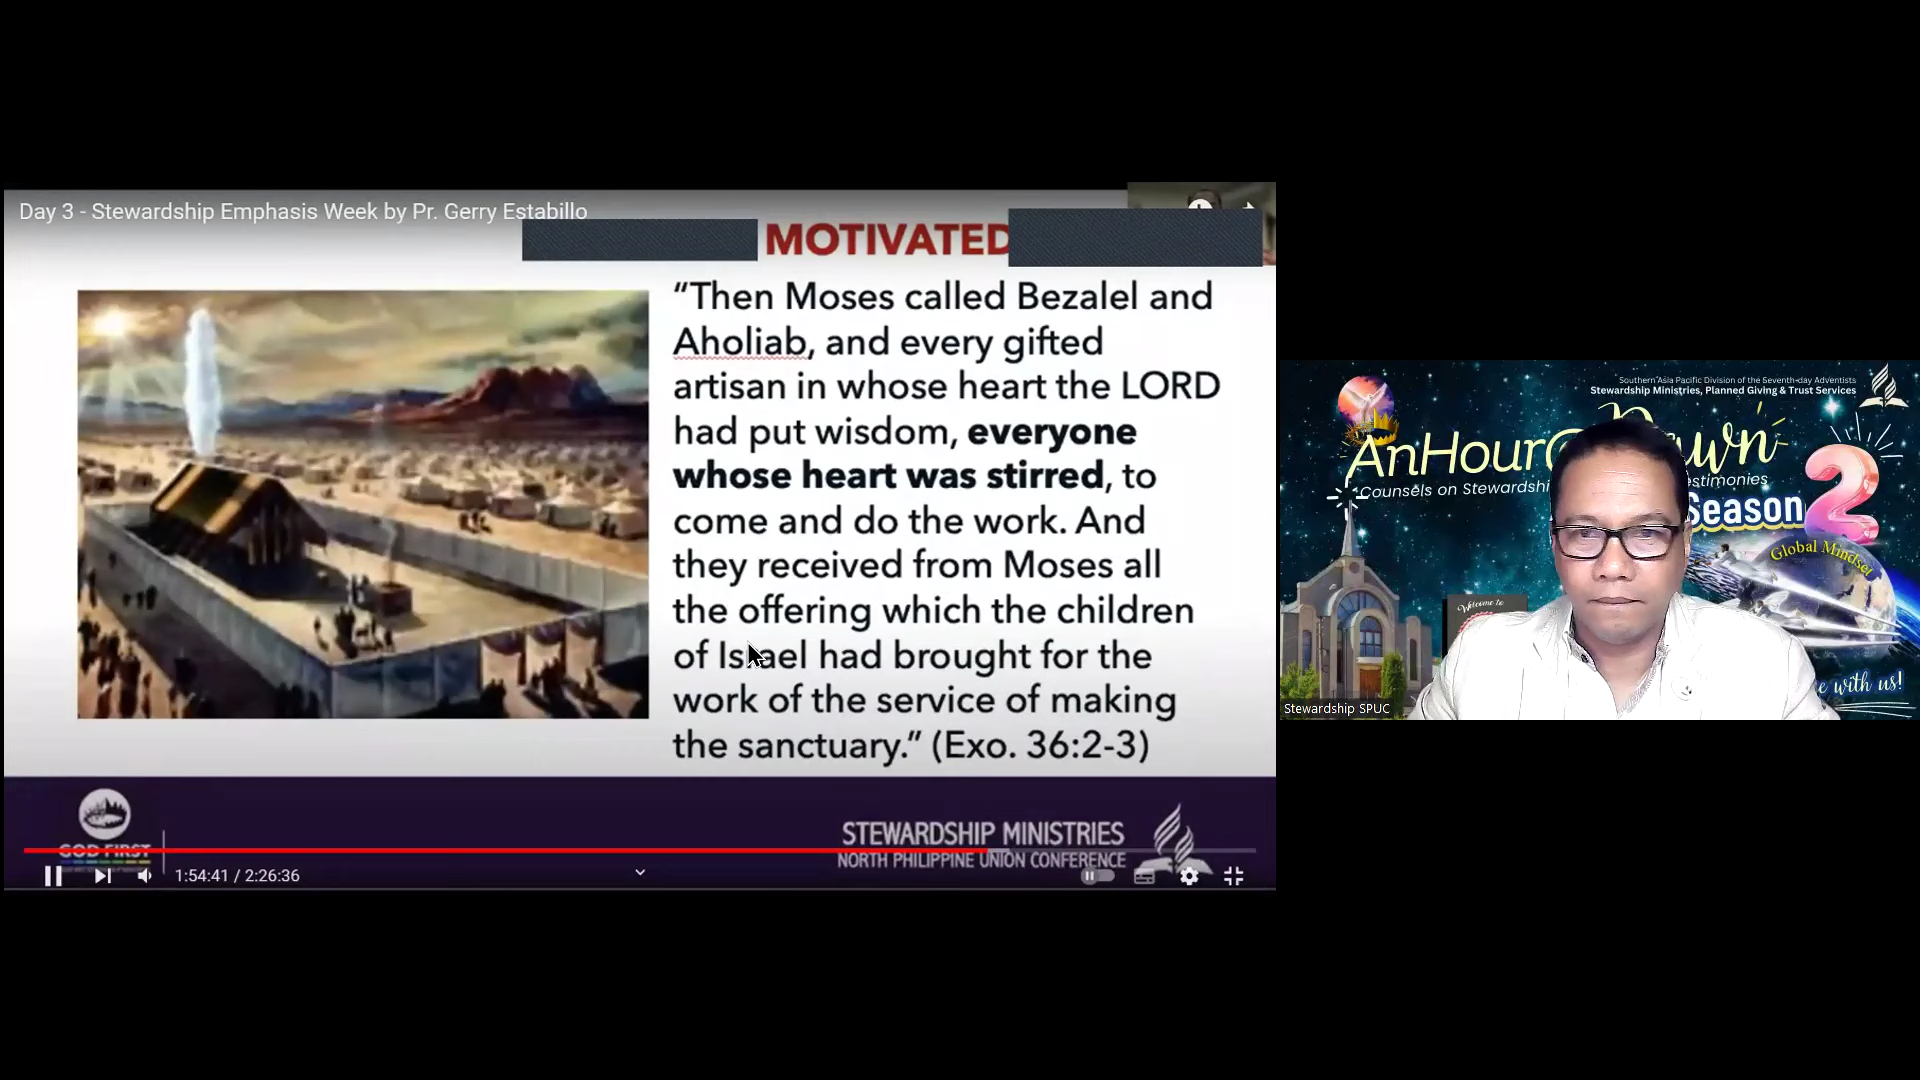 Day 3 - Stewardship Emphasis Week by Pr. Gerry Estabillo
MOTIVATED
“Then Moses called Bezalel and
Aholiab, and every gifted
artisan in whose heart the LORD
had put wisdom, everyone
whose heart was stirred, to
come and do the work. And
they received from Moses all
the offering which the children
of Israel had brought for the
work of the service of making
the sanctuary.” (Exo. 36:2-3)
GOD FIRST
STEWARDSHIP MINISTRIES
NORTH PHILIPPINE UNION CONFERENCE
1:54:41 / 2:26:36
Southern Asia Pacific Division of the Seventh-day Adventists
Stewardship Ministries, Planned Giving & Trust Services
AnHour
Counsels on
Season 2
Global Mindset
Welcome to
with us!
Stewardship SPUC